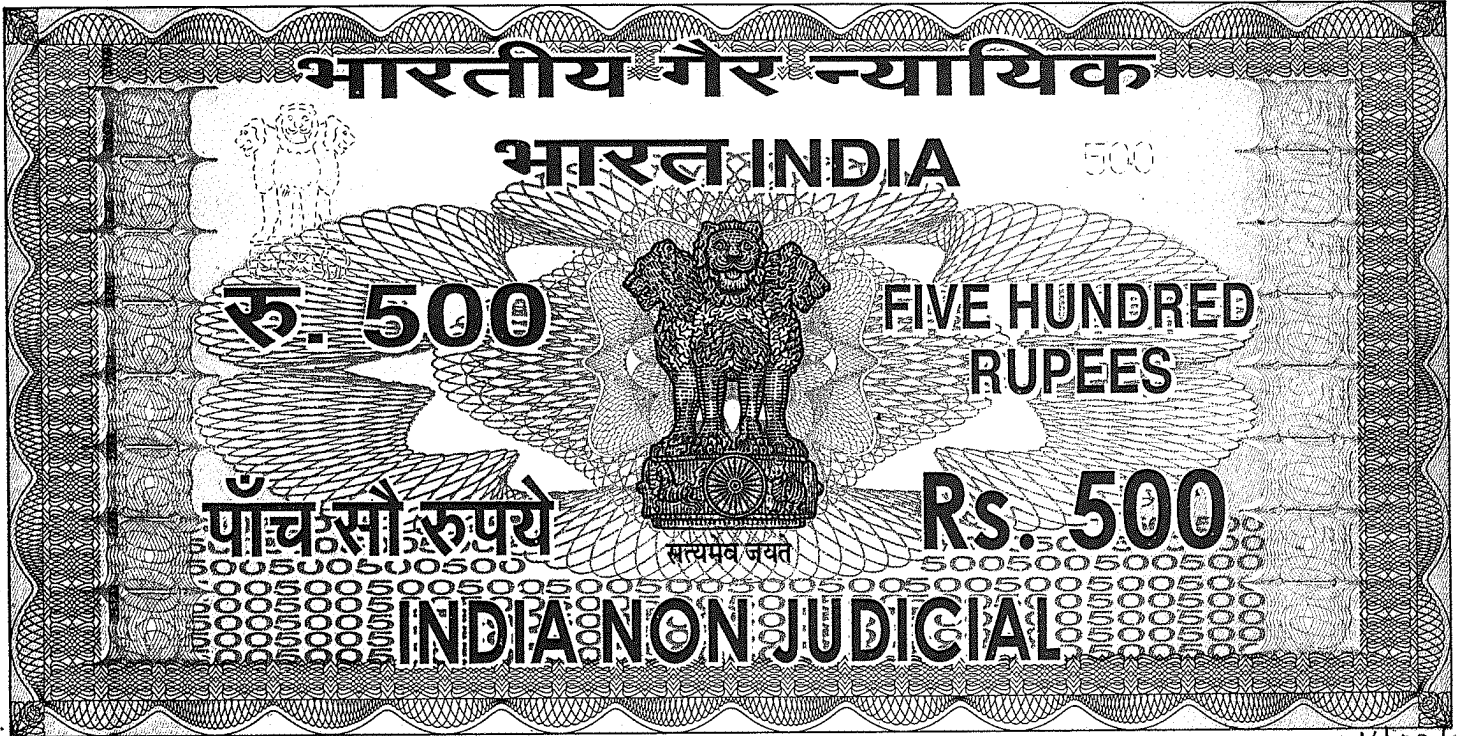 भारतीय गैर न्यायिक
भारत INDIA
500
रु. 500
FIVE HUNDRED
RUPEES
पाँच सौ रुपये
Rs. 500
सत्यमेव जयते
INDIA NON JUDICIAL